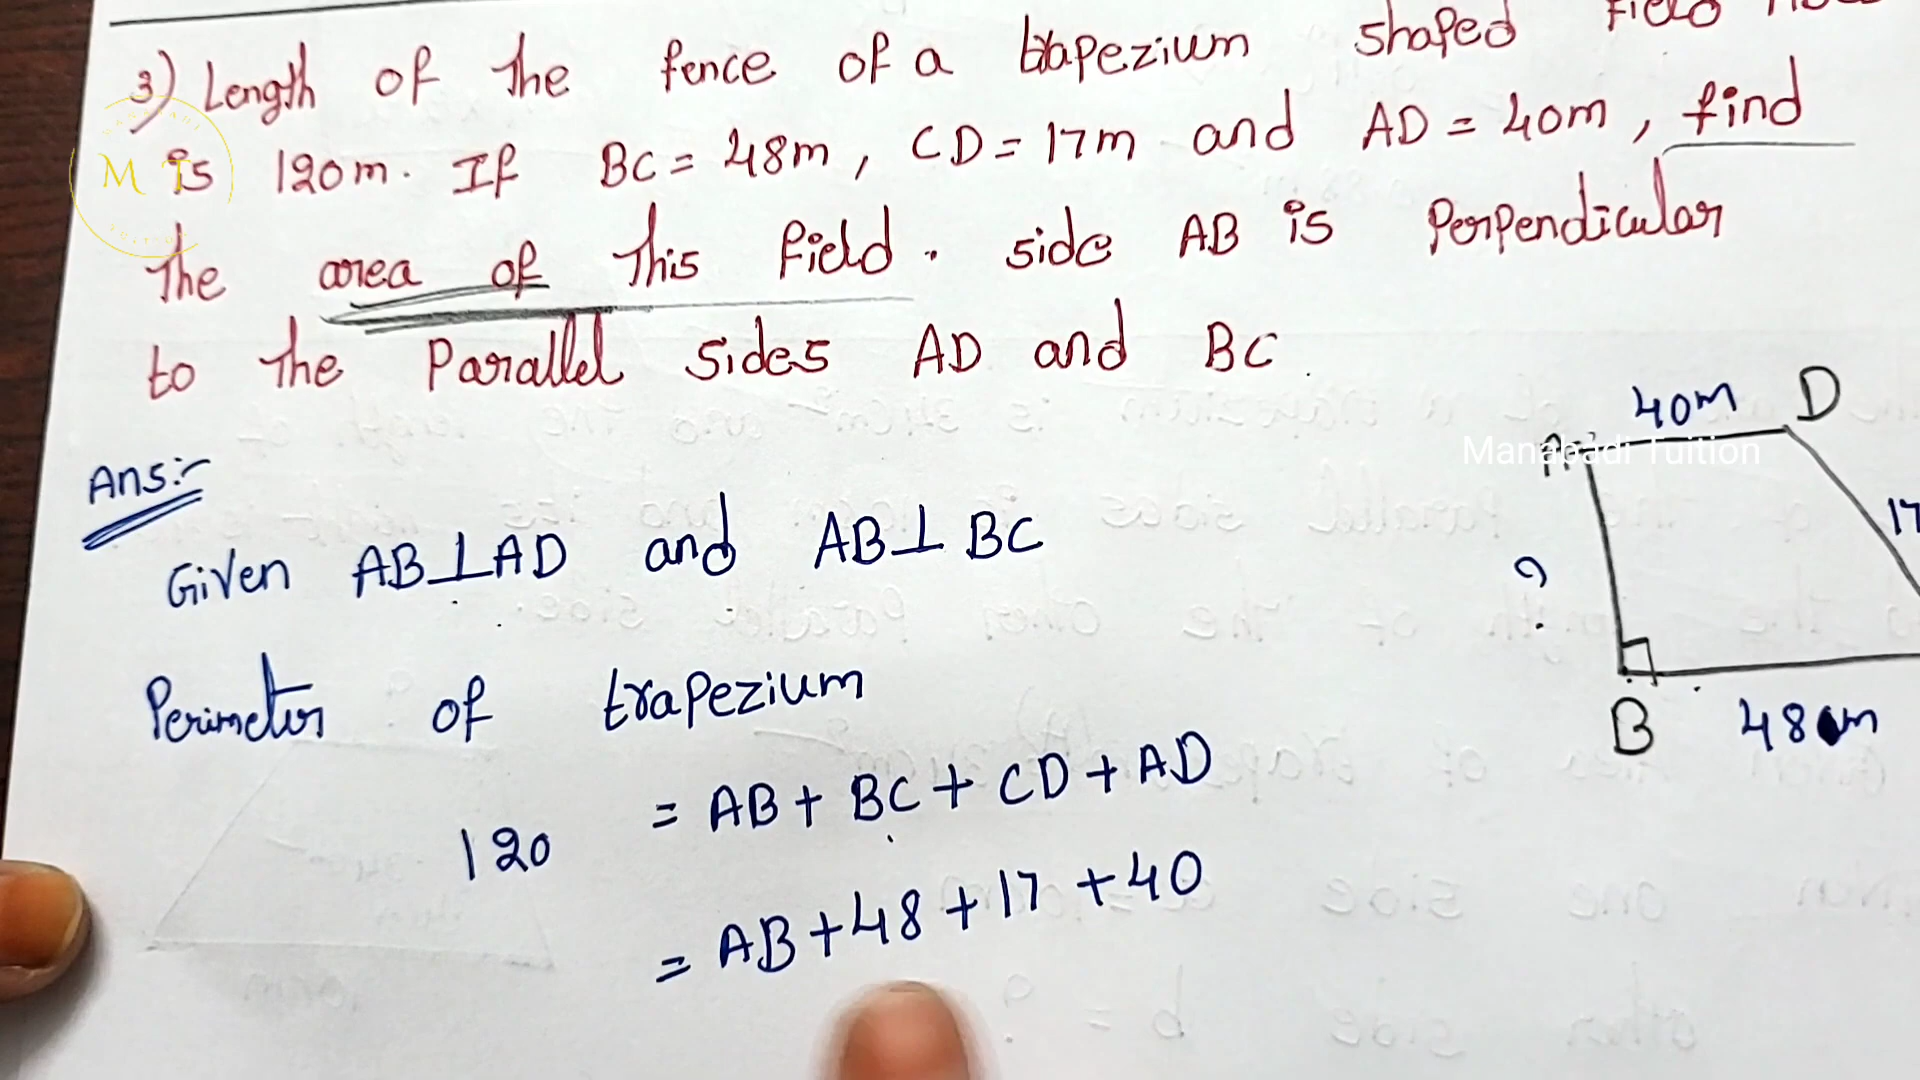 3) Length of the fence of a trapezium shaped Field
is 120m. If BC = 48m, CD = 17m and AD = 40m, find
the area of this field. side AB is Perpendicular
to the Parallel sides AD and BC.
40m D
Manabadi Tuition
A
Ans:-
17
Given AB⊥AD and AB⊥BC
?
Perimeter of trapezium
B 48m
= AB + BC + CD + AD
120
= AB + 48 + 17 + 40
M T